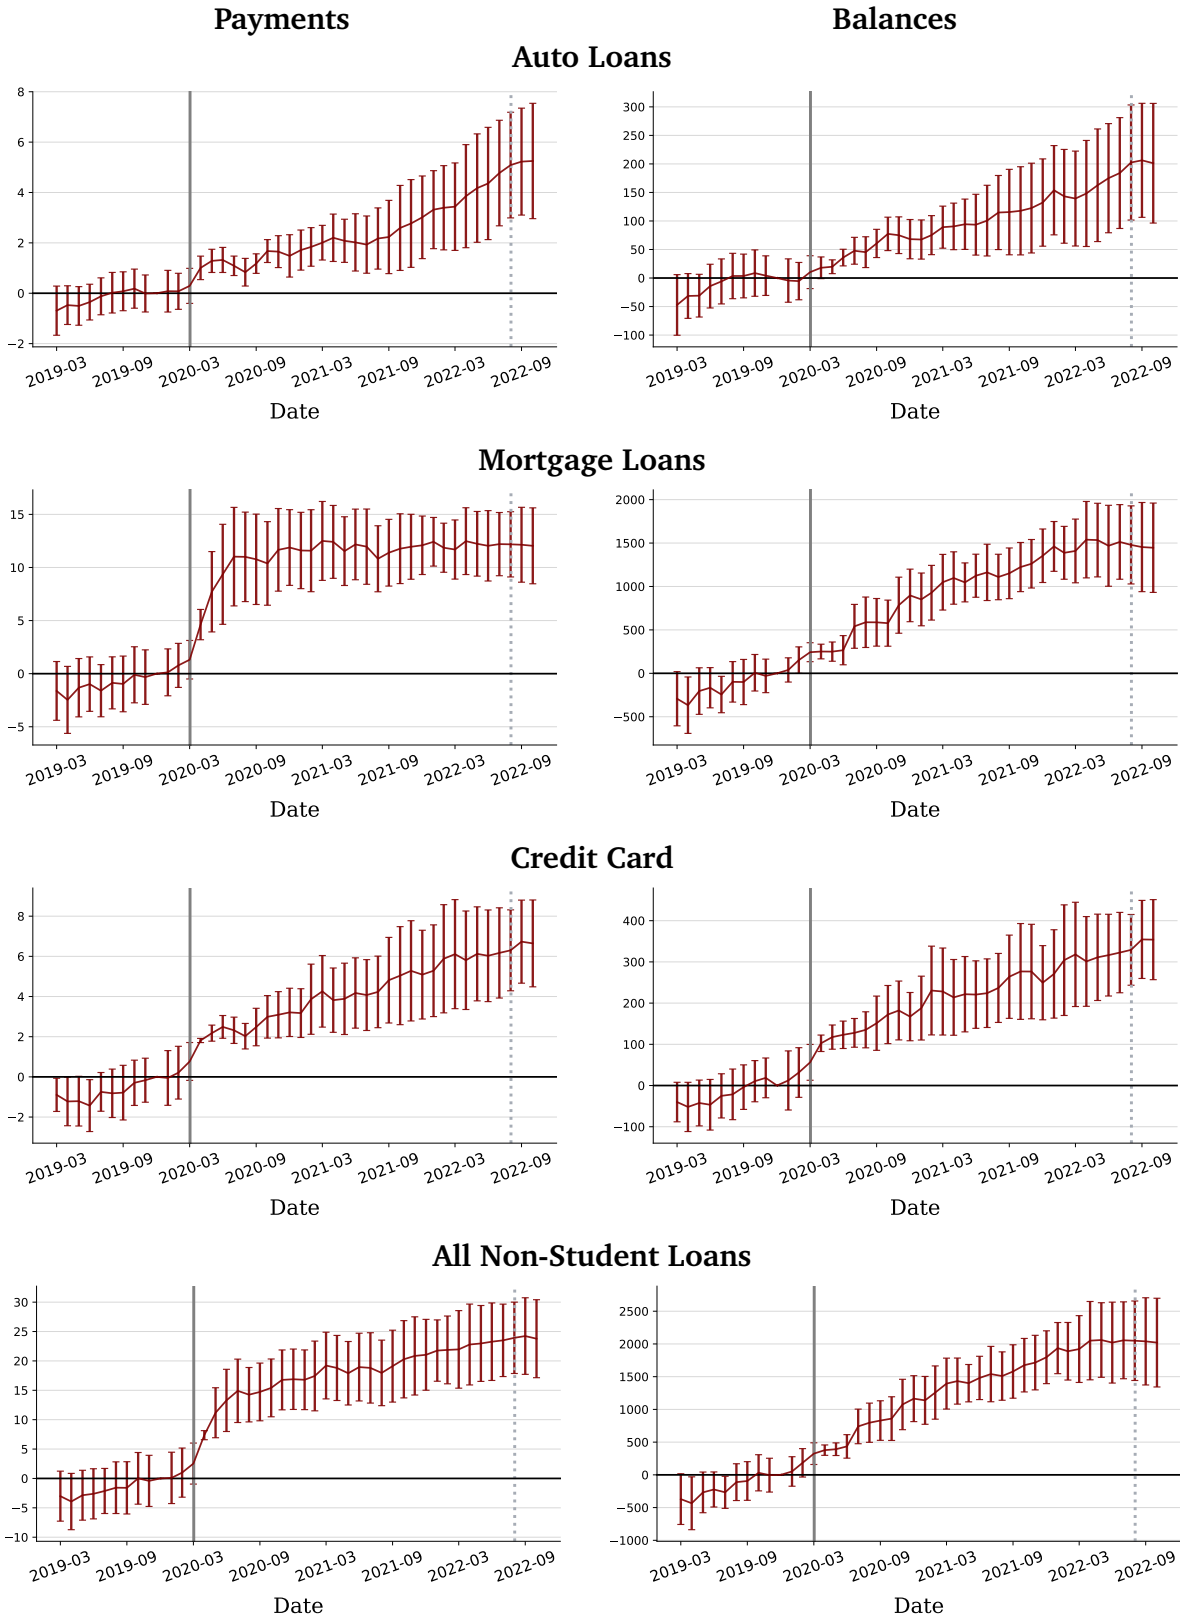 Payments Balances
Auto Loans
8
6
4
2
0
−2
2019-03 2019-09 2020-03 2020-09 2021-03 2021-09 2022-03 2022-09
Date
300
250
200
150
100
50
0
−50
−100
2019-03 2019-09 2020-03 2020-09 2021-03 2021-09 2022-03 2022-09
Date
Mortgage Loans
15
10
5
0
−5
2019-03 2019-09 2020-03 2020-09 2021-03 2021-09 2022-03 2022-09
Date
2000
1500
1000
500
0
−500
2019-03 2019-09 2020-03 2020-09 2021-03 2021-09 2022-03 2022-09
Date
Credit Card
8
6
4
2
0
−2
2019-03 2019-09 2020-03 2020-09 2021-03 2021-09 2022-03 2022-09
Date
400
300
200
100
0
−100
2019-03 2019-09 2020-03 2020-09 2021-03 2021-09 2022-03 2022-09
Date
All Non-Student Loans
30
25
20
15
10
5
0
−5
−10
2019-03 2019-09 2020-03 2020-09 2021-03 2021-09 2022-03 2022-09
Date
2500
2000
1500
1000
500
0
−500
−1000
2019-03 2019-09 2020-03 2020-09 2021-03 2021-09 2022-03 2022-09
Date